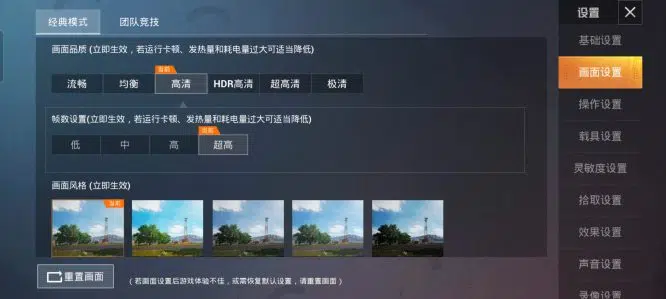 经典模式 团队竞技
设置
画面品质 (立即生效，若运行卡顿、发热量和耗电量过大可适当降低)
当前
流畅 均衡 高清 HDR高清 超高清 极清
帧数设置(立即生效，若运行卡顿、发热量和耗电量过大可适当降低)
当前
低 中 高 超高
画面风格 (立即生效)
当前
重置画面 (若画面设置后游戏体验不佳，或需恢复默认设置，请重置画面)
基础设置
画面设置
操作设置
载具设置
灵敏度设置
拾取设置
效果设置
声音设置
录像设置